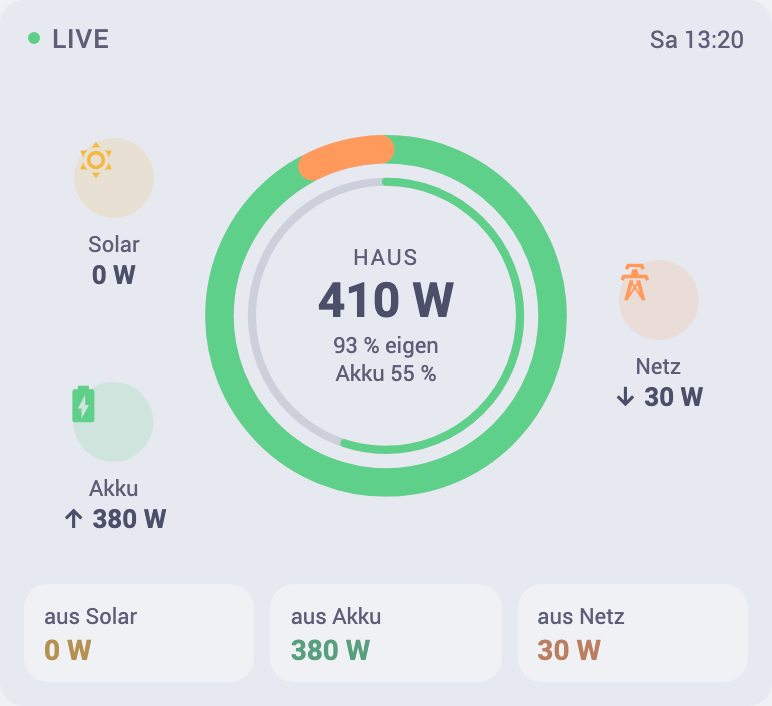 LIVE
Sa 13:20
Solar
0 W
HAUS
410 W
93 % eigen
Akku 55 %
Netz
↓ 30 W
Akku
↑ 380 W
aus Solar
0 W
aus Akku
380 W
aus Netz
30 W